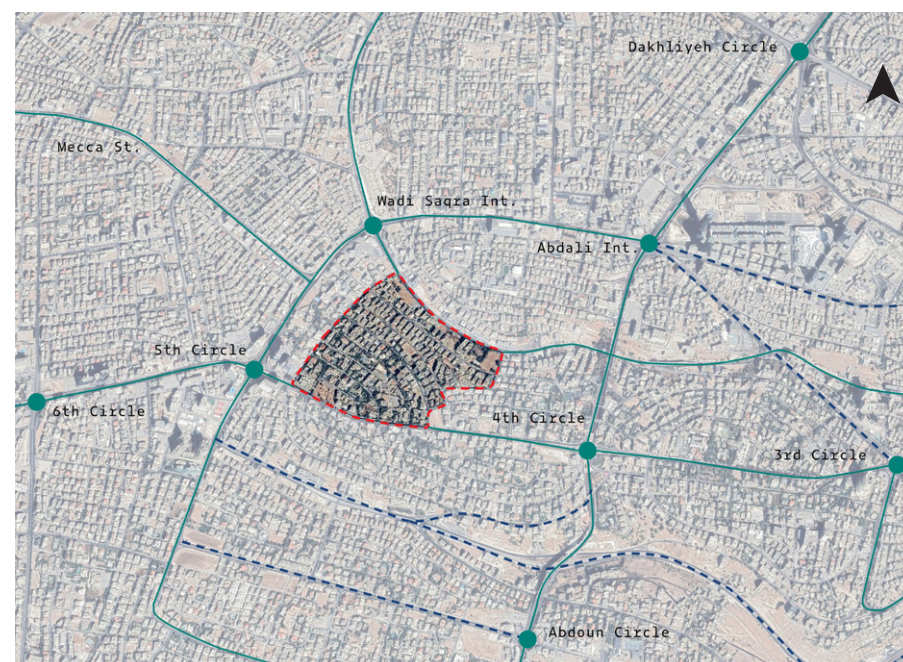 Dakhliyeh Circle
Mecca St.
Wadi Saqra Int.
Abdali Int.
5th Circle
6th Circle
4th Circle
3rd Circle
Abdoun Circle